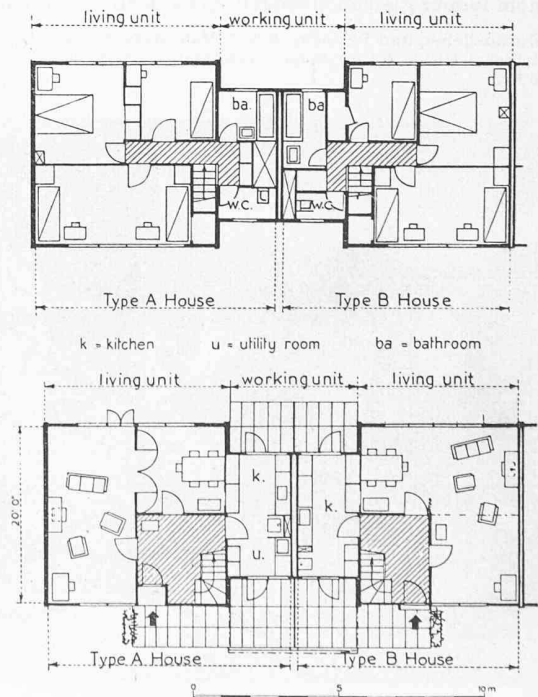 living unit working unit living unit
ba. ba
w.c. w.c
Type A House Type B House
k = kitchen u = utility room ba = bathroom
living unit working unit living unit
k. k.
20'0"
u.
Type A House Type B House
0 5 10 m